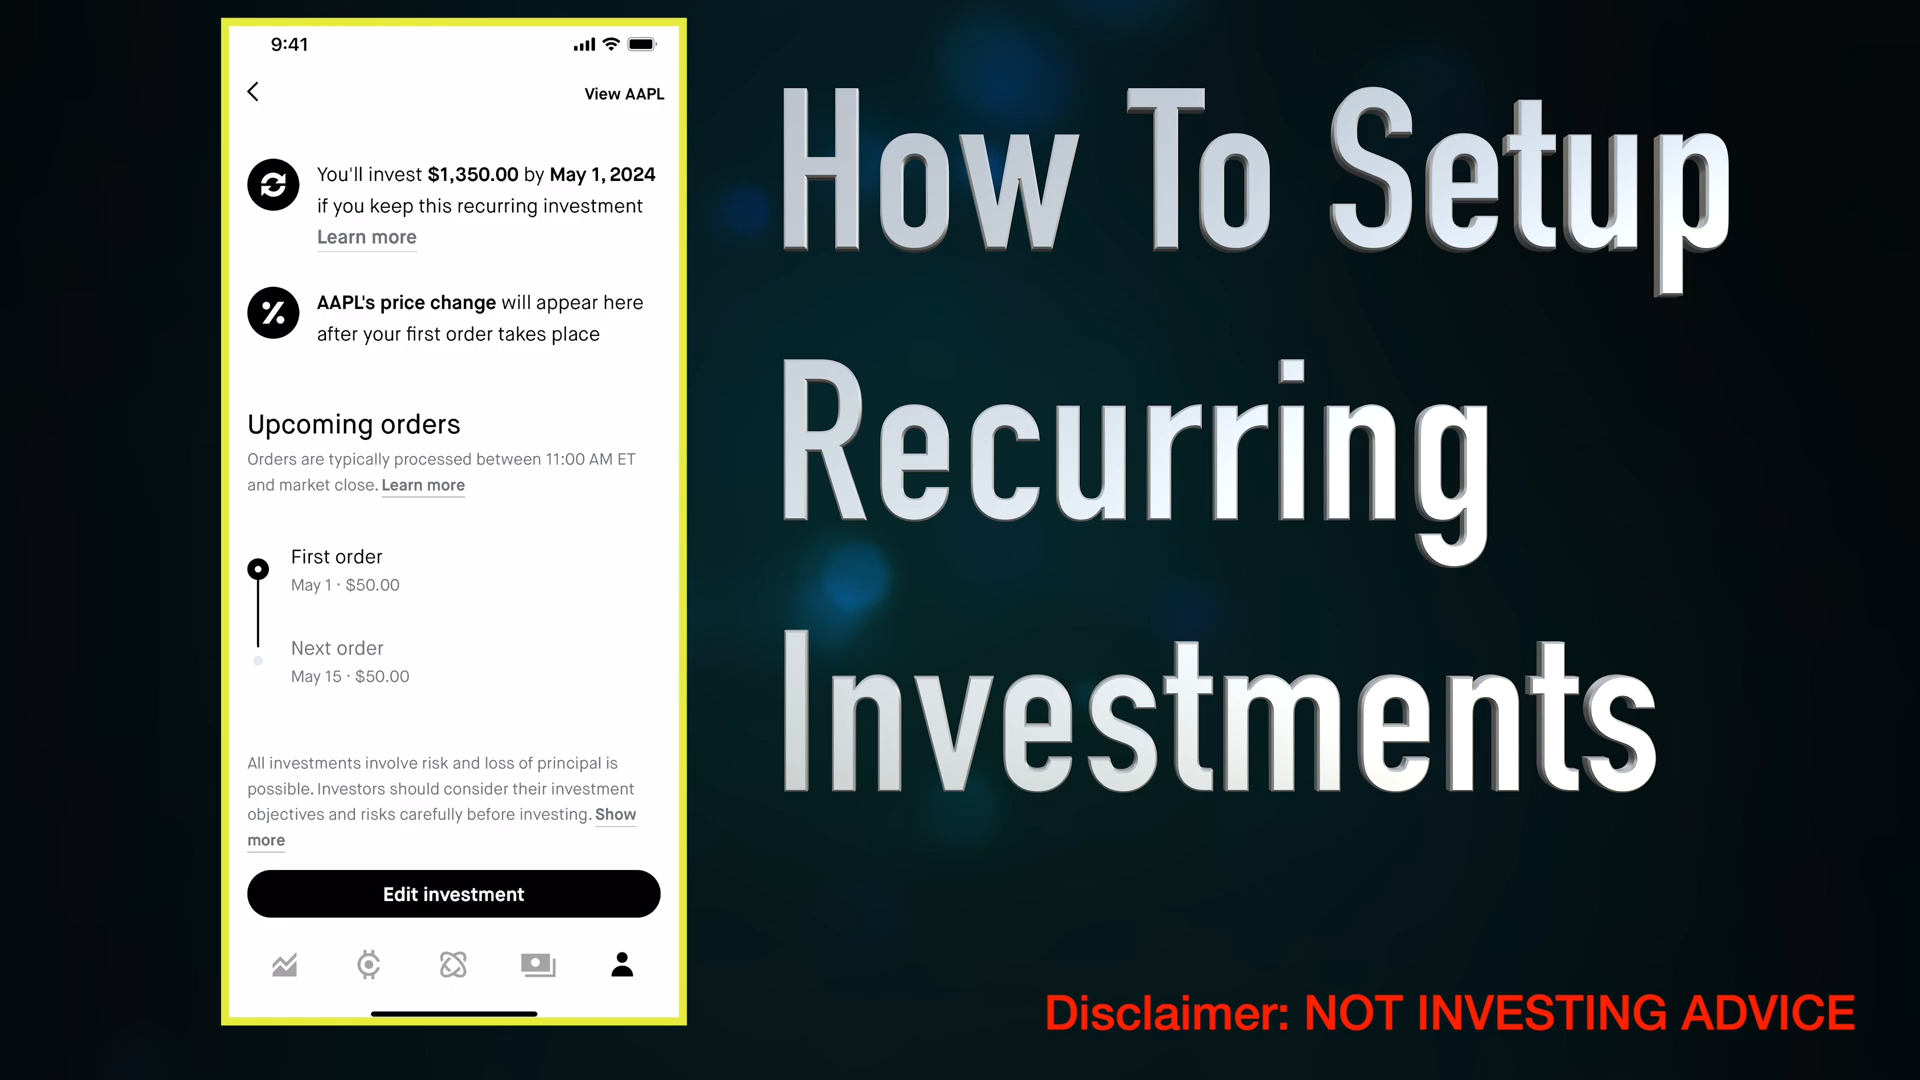 9:41
View AAPL
You'll invest $1,350.00 by May 1, 2024
if you keep this recurring investment
Learn more
AAPL's price change will appear here
after your first order takes place
Upcoming orders
Orders are typically processed between 11:00 AM ET
and market close. Learn more
First order
May 1 · $50.00
Next order
May 15 · $50.00
All investments involve risk and loss of principal is
possible. Investors should consider their investment
objectives and risks carefully before investing. Show
more
Edit investment
How To Setup
Recurring
Investments
Disclaimer: NOT INVESTING ADVICE